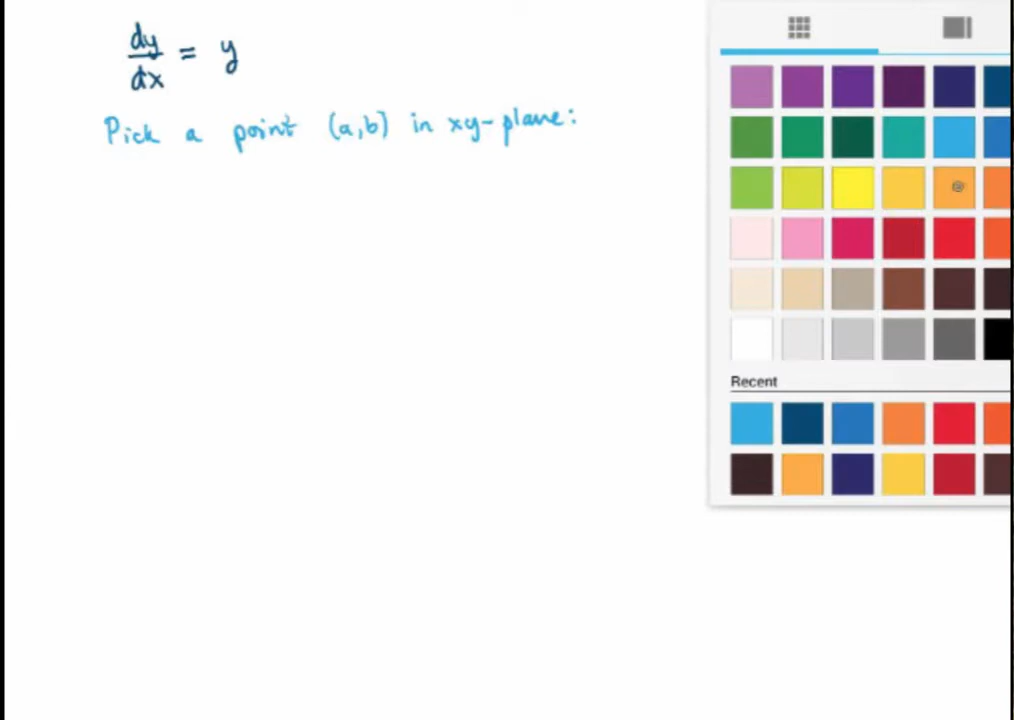 dy/dx = y
Pick a point (a,b) in xy-plane:
Recent